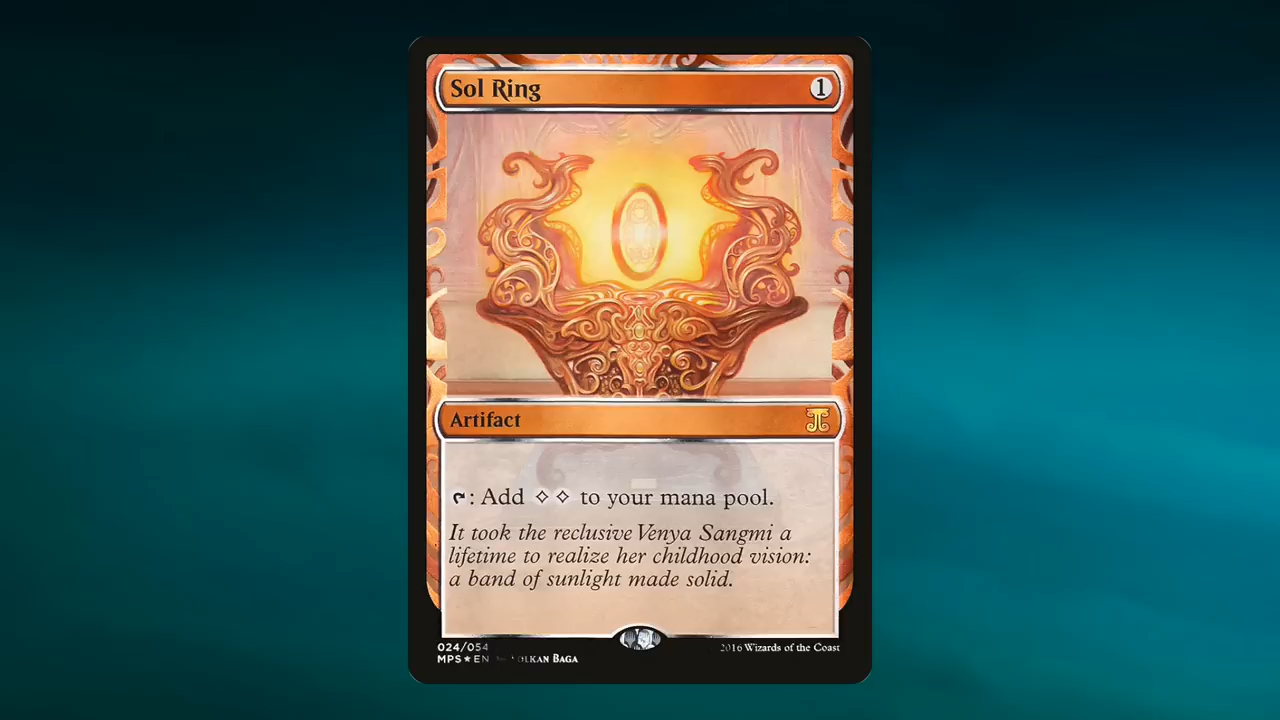 Sol Ring 1
Artifact
: Add to your mana pool.
It took the reclusive Venya Sangmi a
lifetime to realize her childhood vision:
a band of sunlight made solid.
024/054
MPS★EN BAGA
2016 Wizards of the Coast